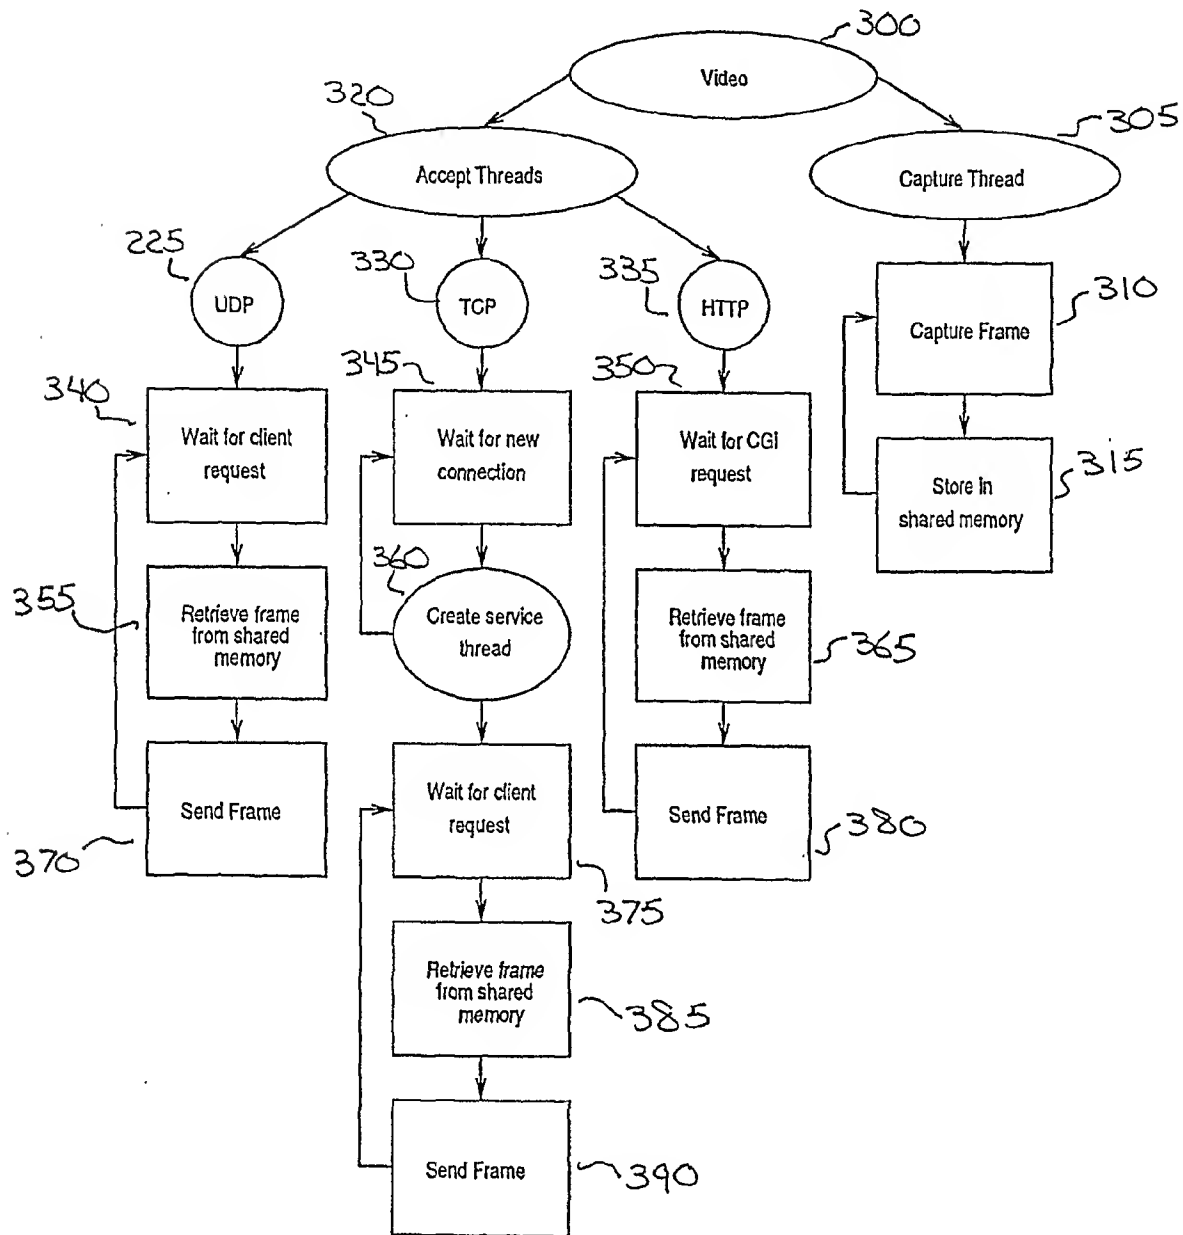 300
Video
320
305
Accept Threads
Capture Thread
225
330
335
UDP
TCP
HTTP
310
Capture Frame
340
345
350
Wait for client
request
Wait for new
connection
Wait for CGI
request
315
Store in
shared memory
360
355
Retrieve frame
from shared
memory
Create service
thread
Retrieve frame
from shared
memory
365
Send Frame
370
Wait for client
request
375
Send Frame
380
Retrieve frame
from shared
memory
385
Send Frame
390